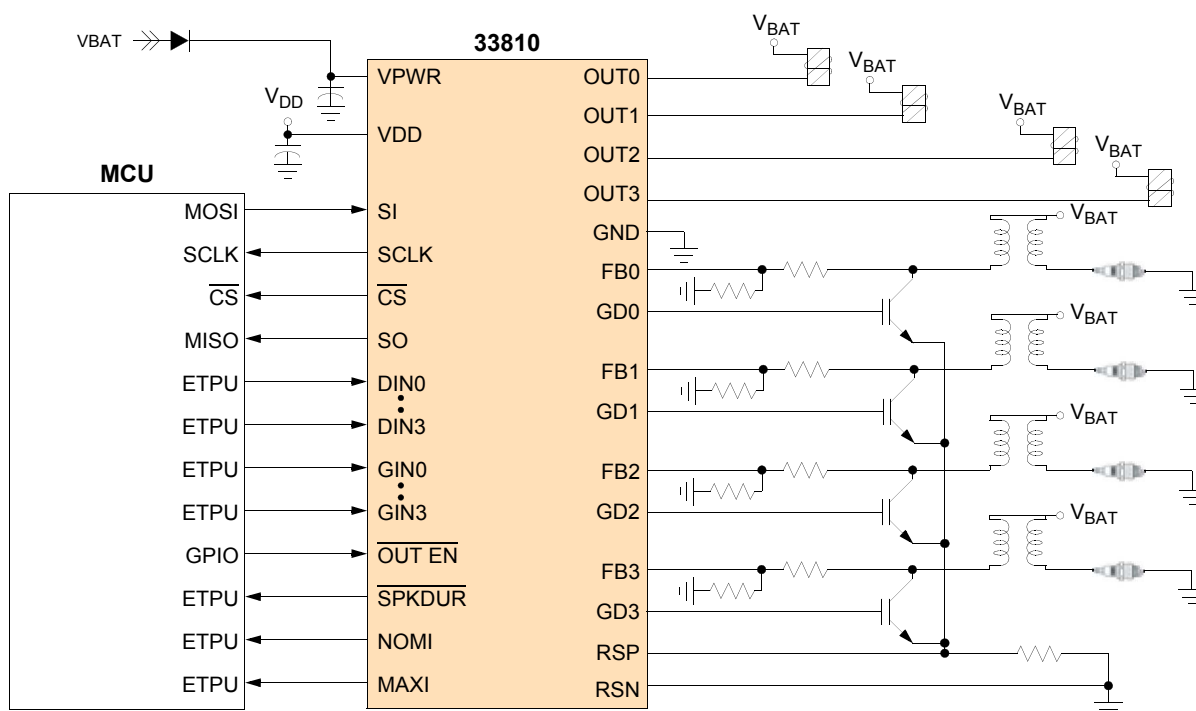 VBAT
33810
VPWR
VDD
VDD
MCU
MOSI
SCLK
CS
MISO
ETPU
ETPU
ETPU
ETPU
GPIO
ETPU
ETPU
ETPU
SI
SCLK
CS
SO
DIN0
DIN3
GIN0
GIN3
OUT EN
SPKDUR
NOMI
MAXI
OUT0
OUT1
OUT2
OUT3
GND
FB0
GD0
FB1
GD1
FB2
GD2
FB3
GD3
RSP
RSN
VBAT
VBAT
VBAT
VBAT
VBAT
VBAT
VBAT
VBAT